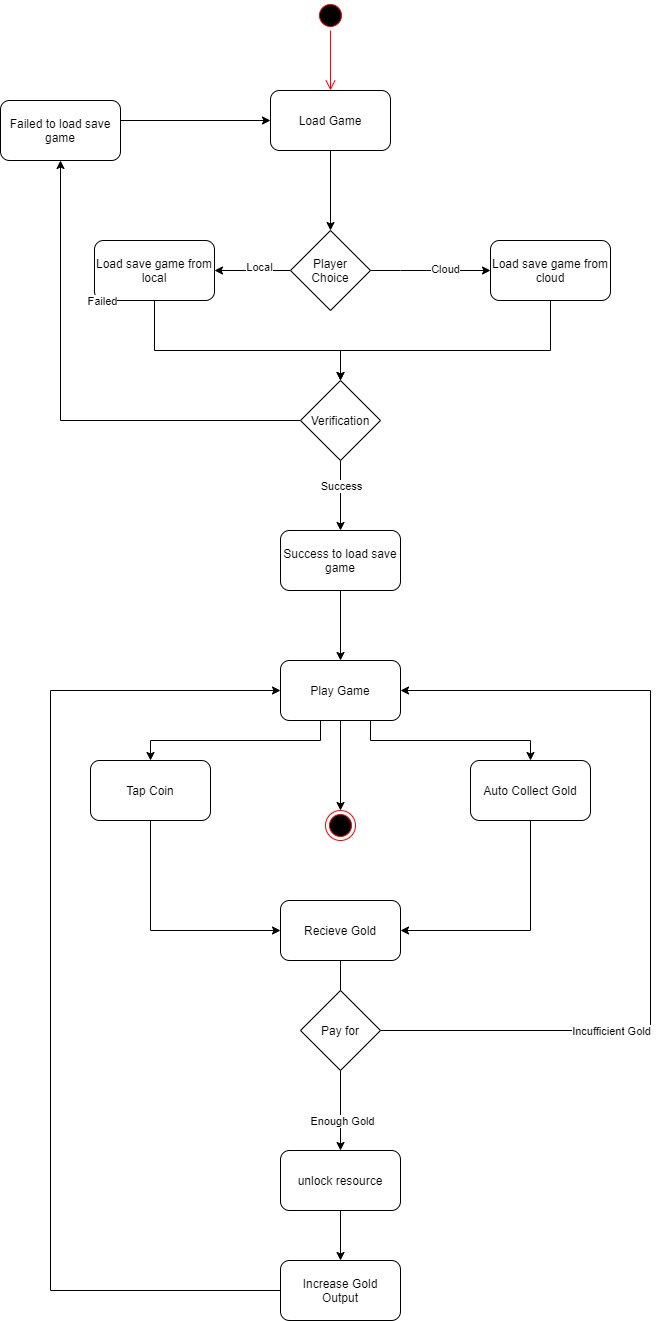 Load Game
Failed to load save
game
Player
Choice
Local
Cloud
Load save game from
local
Load save game from
cloud
Failed
Verification
Success
Success to load save
game
Play Game
Tap Coin
Auto Collect Gold
Recieve Gold
Pay for
Incufficient Gold
Enough Gold
unlock resource
Increase Gold
Output